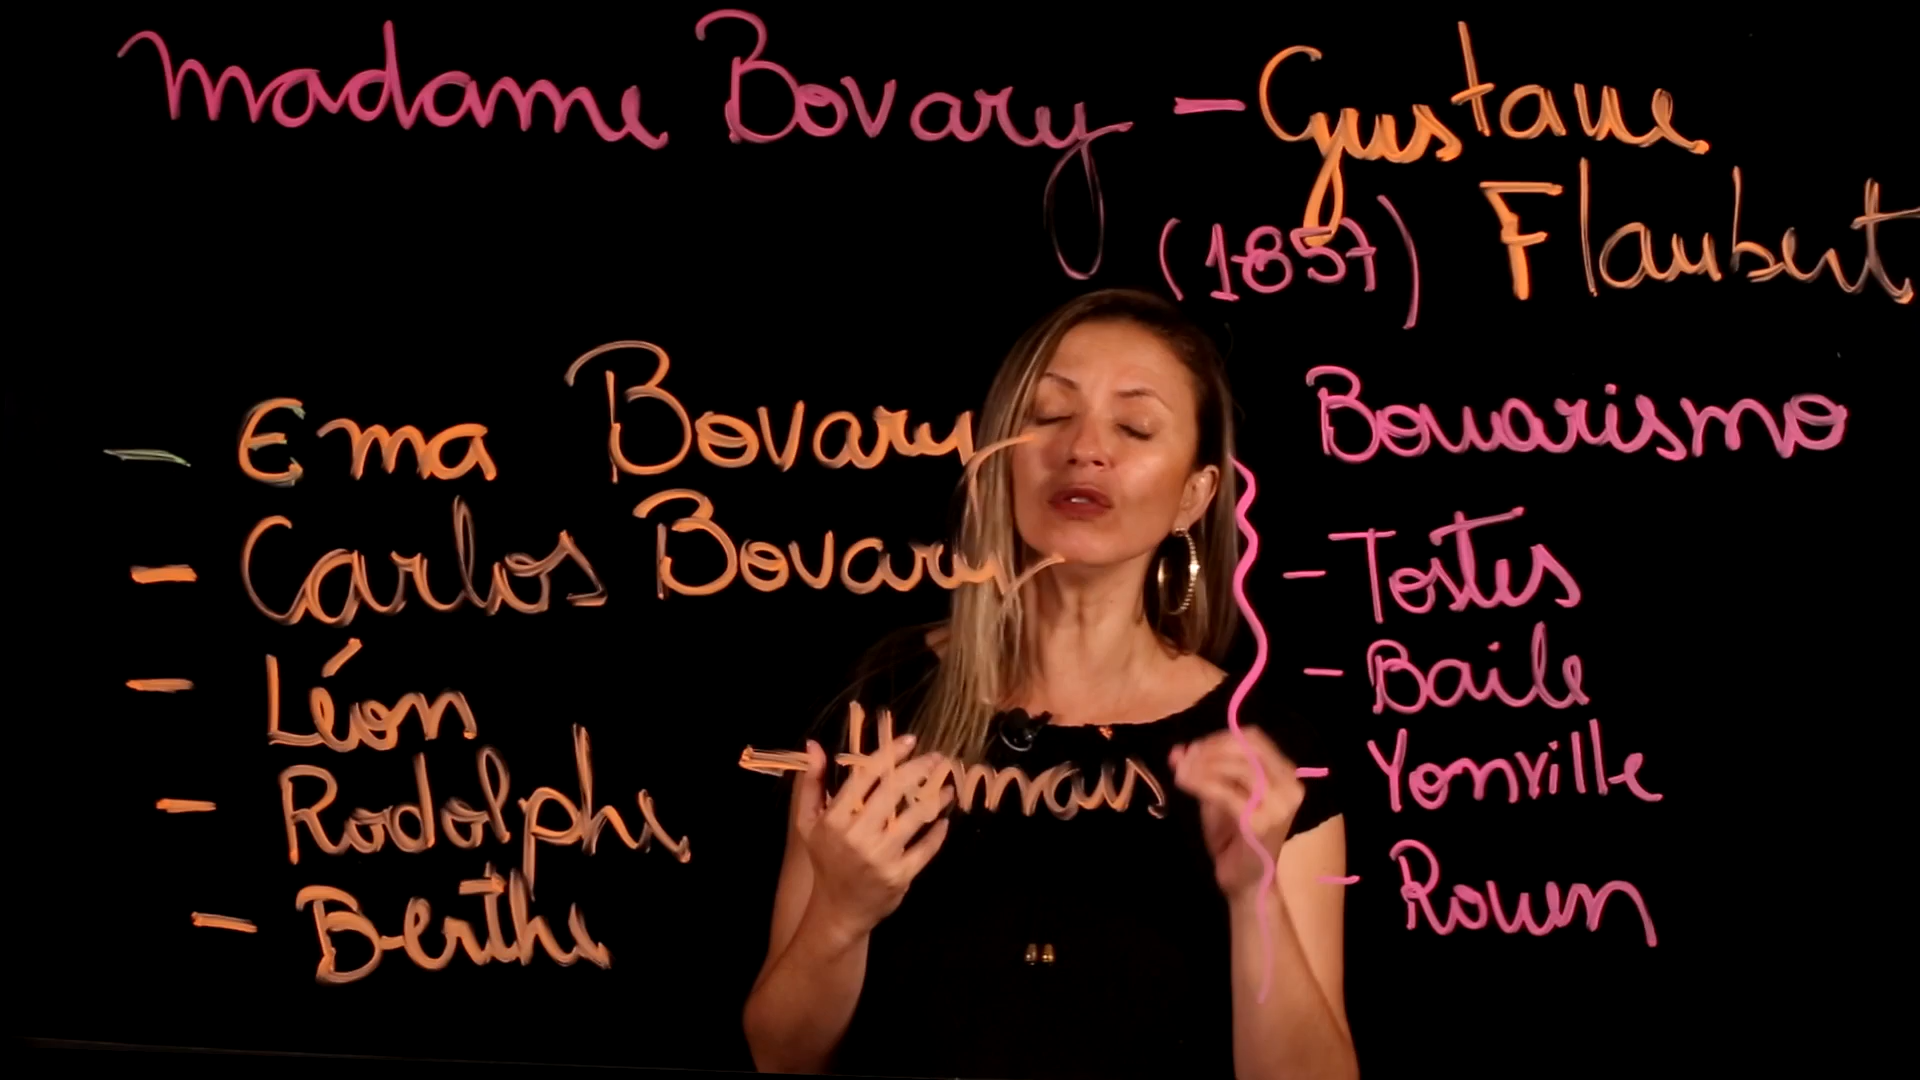 Madame Bovary - Gustave
(1857) Flaubert
- Ema Bovary
- Carlos Bovary
- Léon
- Rodolphe
- Berthe
- Homais
Bovarismo
- Tostes
- Baile
- Yonville
- Rouen